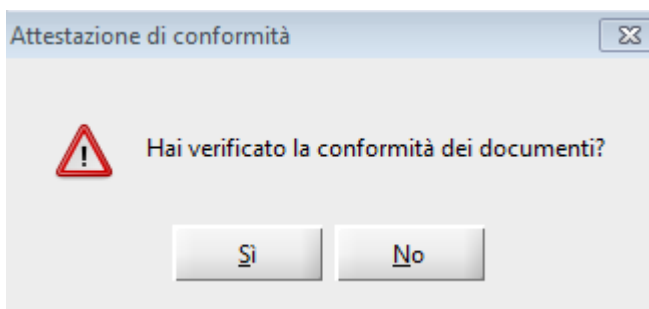 Attestazione di conformità
Hai verificato la conformità dei documenti?
Sì
No